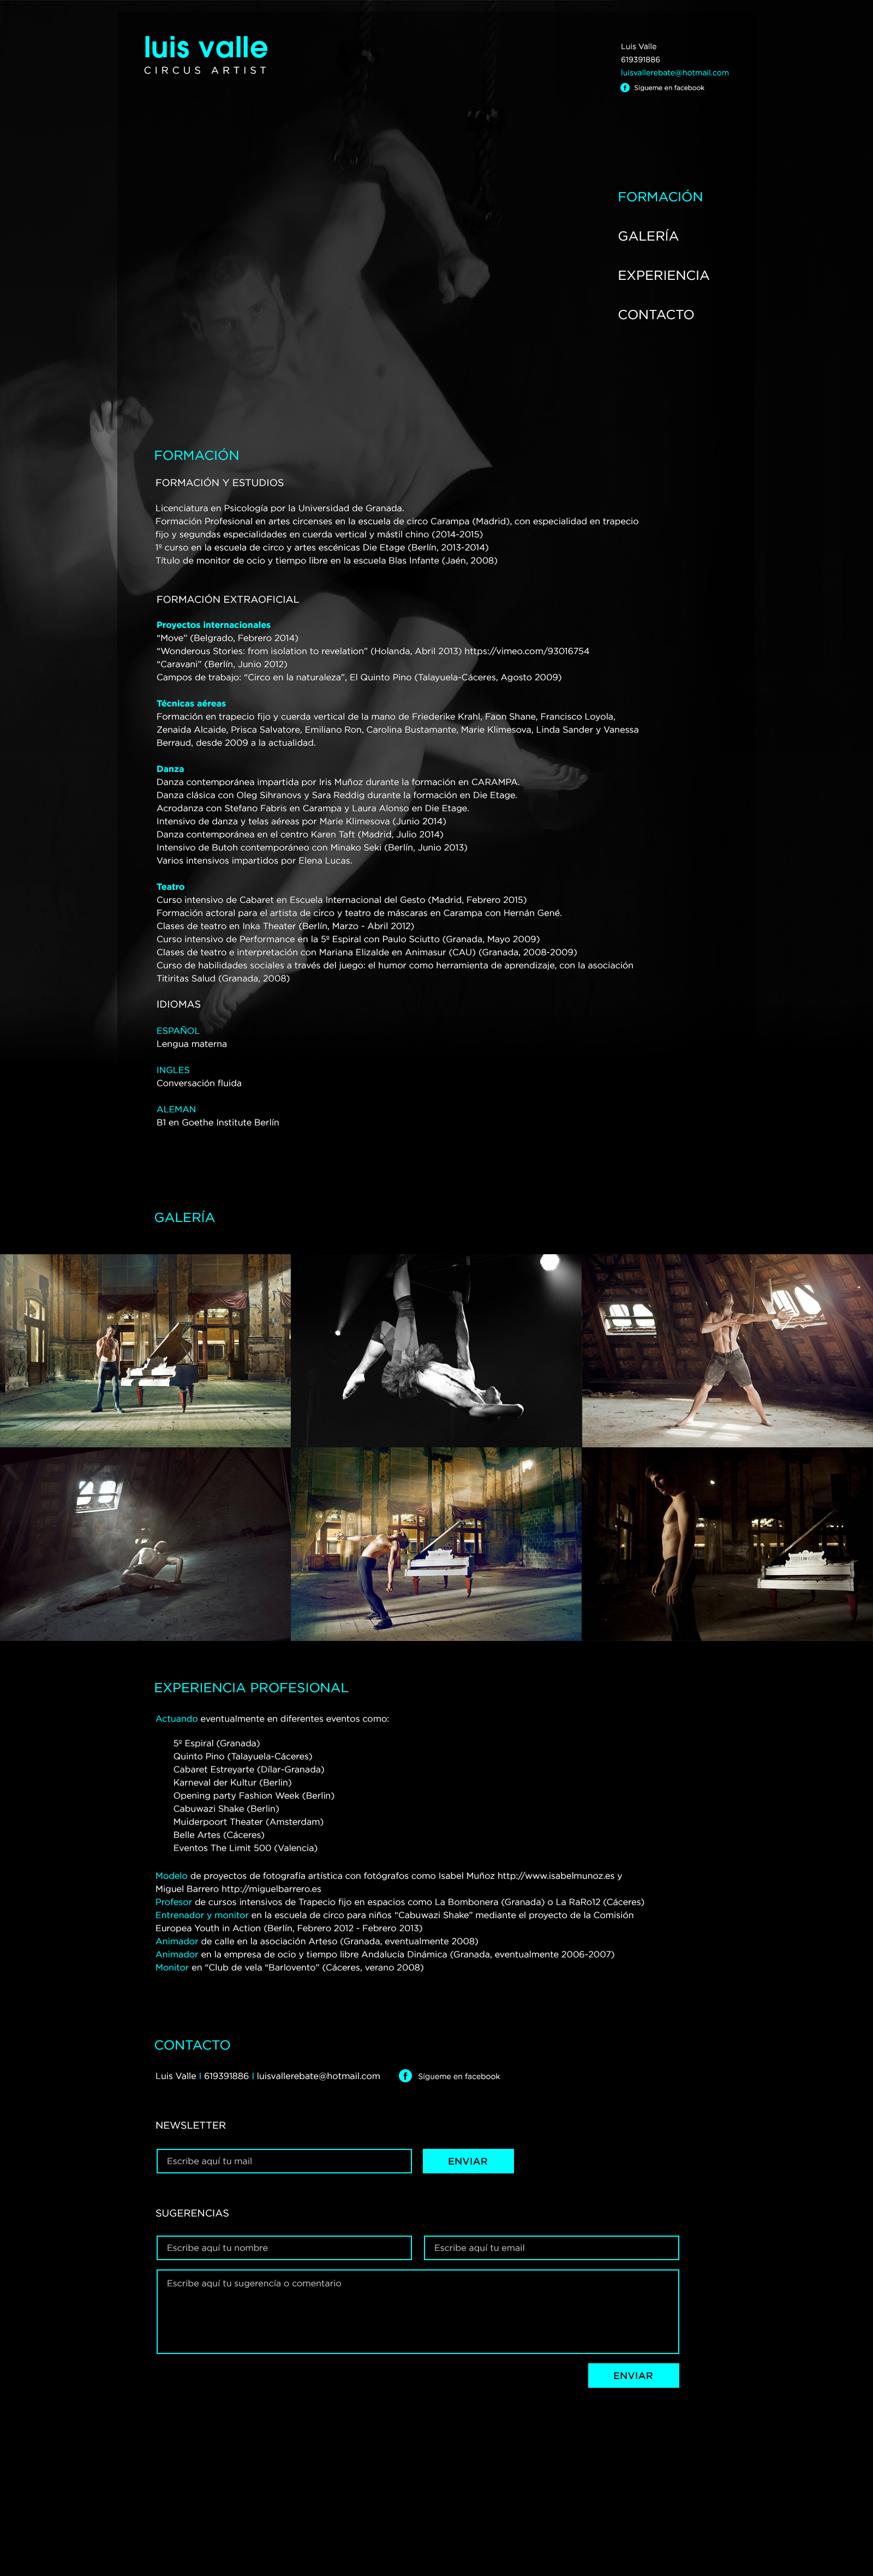 luis valle
CIRCUS ARTIST
Luis Valle
619391886
luisvallerebate@hotmail.com
Sígueme en facebook
FORMACIÓN
GALERÍA
EXPERIENCIA
CONTACTO
FORMACIÓN
FORMACIÓN Y ESTUDIOS
Licenciatura en Psicología por la Universidad de Granada.
Formación Profesional en artes circenses en la escuela de circo Carampa (Madrid), con especialidad en trapecio
fijo y segundas especialidades en cuerda vertical y mástil chino (2014-2015)
1º curso en la escuela de circo y artes escénicas Die Etage (Berlín, 2013-2014)
Título de monitor de ocio y tiempo libre en la escuela Blas Infante (Jaén, 2008)
FORMACIÓN EXTRAOFICIAL
Proyectos internacionales
“Move” (Belgrado, Febrero 2014)
“Wonderous Stories: from isolation to revelation” (Holanda, Abril 2013) https://vimeo.com/93016754
“Caravani” (Berlín, Junio 2012)
Campos de trabajo: “Circo en la naturaleza”, El Quinto Pino (Talayuela-Cáceres, Agosto 2009)
Técnicas aéreas
Formación en trapecio fijo y cuerda vertical de la mano de Friederike Krahl, Faon Shane, Francisco Loyola,
Zenaida Alcaide, Prisca Salvatore, Emiliano Ron, Carolina Bustamante, Marie Klimesova, Linda Sander y Vanessa
Berraud, desde 2009 a la actualidad.
Danza
Danza contemporánea impartida por Iris Muñoz durante la formación en CARAMPA.
Danza clásica con Oleg Sihranovs y Sara Reddig durante la formación en Die Etage.
Acrodanza con Stefano Fabris en Carampa y Laura Alonso en Die Etage.
Intensivo de danza y telas aéreas por Marie Klimesova (Junio 2014)
Danza contemporánea en el centro Karen Taft (Madrid, Julio 2014)
Intensivo de Butoh contemporáneo con Minako Seki (Berlín, Junio 2013)
Varios intensivos impartidos por Elena Lucas.
Teatro
Curso intensivo de Cabaret en Escuela Internacional del Gesto (Madrid, Febrero 2015)
Formación actoral para el artista de circo y teatro de máscaras en Carampa con Hernán Gené.
Clases de teatro en Inka Theater (Berlín, Marzo - Abril 2012)
Curso intensivo de Performance en la 5º Espiral con Paulo Sciutto (Granada, Mayo 2009)
Clases de teatro e interpretación con Mariana Elizalde en Animasur (CAU) (Granada, 2008-2009)
Curso de habilidades sociales a través del juego: el humor como herramienta de aprendizaje, con la asociación
Titiritas Salud (Granada, 2008)
IDIOMAS
ESPAÑOL
Lengua materna
INGLES
Conversación fluida
ALEMAN
B1 en Goethe Institute Berlín
GALERÍA
EXPERIENCIA PROFESIONAL
Actuando eventualmente en diferentes eventos como:
5º Espiral (Granada)
Quinto Pino (Talayuela-Cáceres)
Cabaret Estreyarte (Dílar-Granada)
Karneval der Kultur (Berlin)
Opening party Fashion Week (Berlin)
Cabuwazi Shake (Berlin)
Muiderpoort Theater (Amsterdam)
Belle Artes (Cáceres)
Eventos The Limit 500 (Valencia)
Modelo de proyectos de fotografía artística con fotógrafos como Isabel Muñoz http://www.isabelmunoz.es y
Miguel Barrero http://miguelbarrero.es
Profesor de cursos intensivos de Trapecio fijo en espacios como La Bombonera (Granada) o La RaRo12 (Cáceres)
Entrenador y monitor en la escuela de circo para niños “Cabuwazi Shake” mediante el proyecto de la Comisión
Europea Youth in Action (Berlín, Febrero 2012 - Febrero 2013)
Animador de calle en la asociación Arteso (Granada, eventualmente 2008)
Animador en la empresa de ocio y tiempo libre Andalucía Dinámica (Granada, eventualmente 2006-2007)
Monitor en “Club de vela “Barlovento” (Cáceres, verano 2008)
CONTACTO
Luis Valle I 619391886 I luisvallerebate@hotmail.com Sígueme en facebook
NEWSLETTER
Escribe aquí tu mail ENVIAR
SUGERENCIAS
Escribe aquí tu nombre Escribe aquí tu email
Escribe aquí tu sugerencía o comentario
ENVIAR